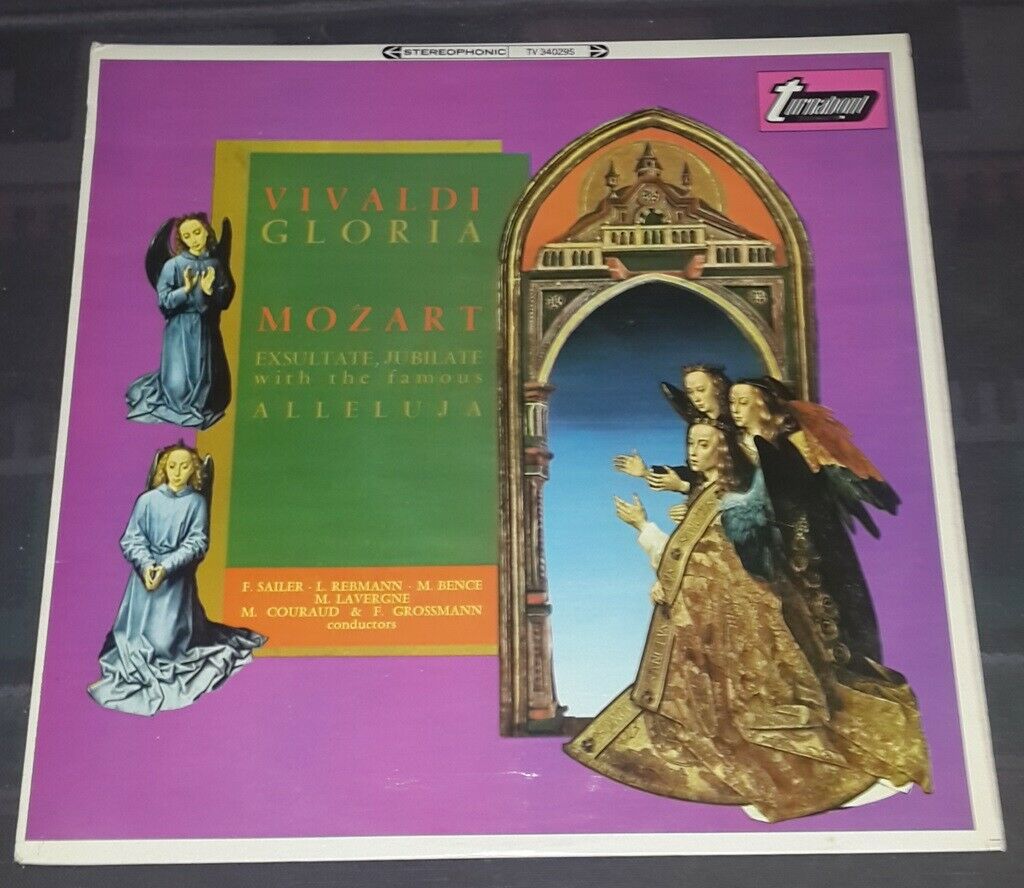 STEREOPHONIC TV 340295
turnabout
VIVALDI
GLORIA
MOZART
EXSULTATE, JUBILATE
with the famous
ALLELUJA
F. SAILER · L. REBMANN · M. BENCE
M. LAVERGNE
M. COURAUD & F. GROSSMANN
conductors